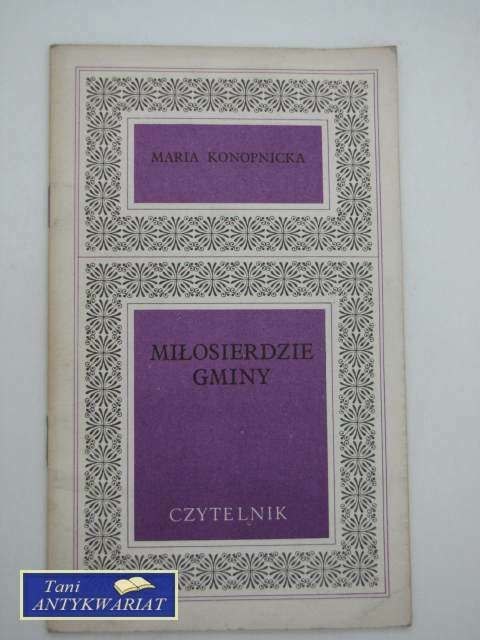 MARIA KONOPNICKA
MIŁOSIERDZIE
GMINY
CZYTELNIK
Tani
ANTYKWARIAT